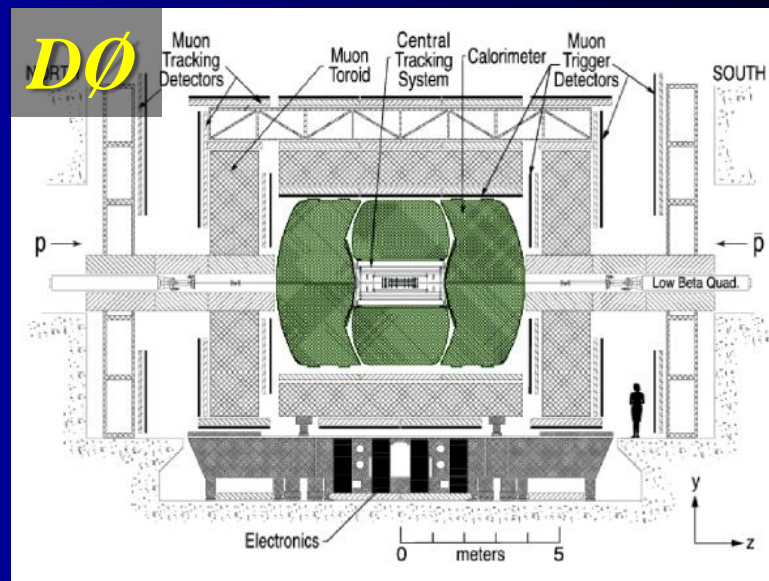 DØ
NORTH
Muon
Tracking
Detectors
Muon
Toroid
Central
Tracking
System
Calorimeter
Muon
Trigger
Detectors
SOUTH
p
p̄
Low Beta Quad.
Electronics
0 meters 5
y
z